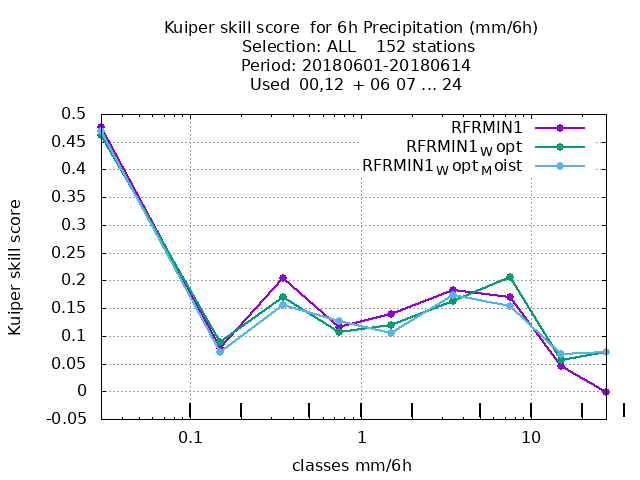 Kuiper skill score  for 6h Precipitation (mm/6h)
Selection: ALL    152 stations
Period: 20180601-20180614
Used  00,12  + 06 07 ... 24
RFRMIN1
RFRMIN1W opt
RFRMIN1W optM oist
0.5
0.45
0.4
0.35
0.3
0.25
0.2
0.15
0.1
0.05
0
-0.05
Kuiper skill score
0.1 1 10
classes mm/6h